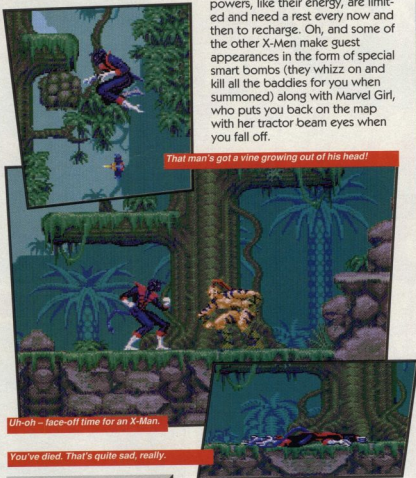 powers, like their energy, are limit-
ed and need a rest every now and
then to recharge. Oh, and some of
the other X-Men make guest
appearances in the form of special
smart bombs (they whizz on and
kill all the baddies for you when
summoned) along with Marvel Girl,
who puts you back on the map
with her tractor beam eyes when
you fall off.
That man's got a vine growing out of his head!
Uh-oh – face-off time for an X-Man.
You've died. That's quite sad, really.